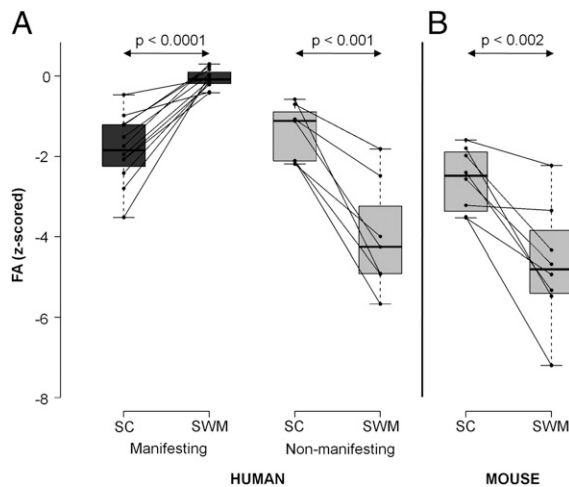 A
B
p < 0.0001
p < 0.001
p < 0.002
0
-2
-4
-6
-8
FA (z-scored)
SC
SWM
SC
SWM
SC
SWM
Manifesting
Non-manifesting
HUMAN
MOUSE